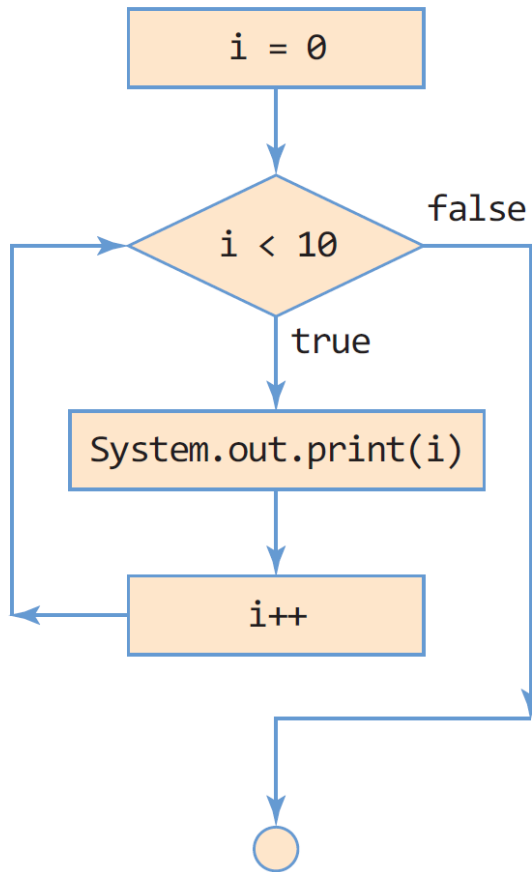 i = 0
false
i < 10
true
System.out.print(i)
i++